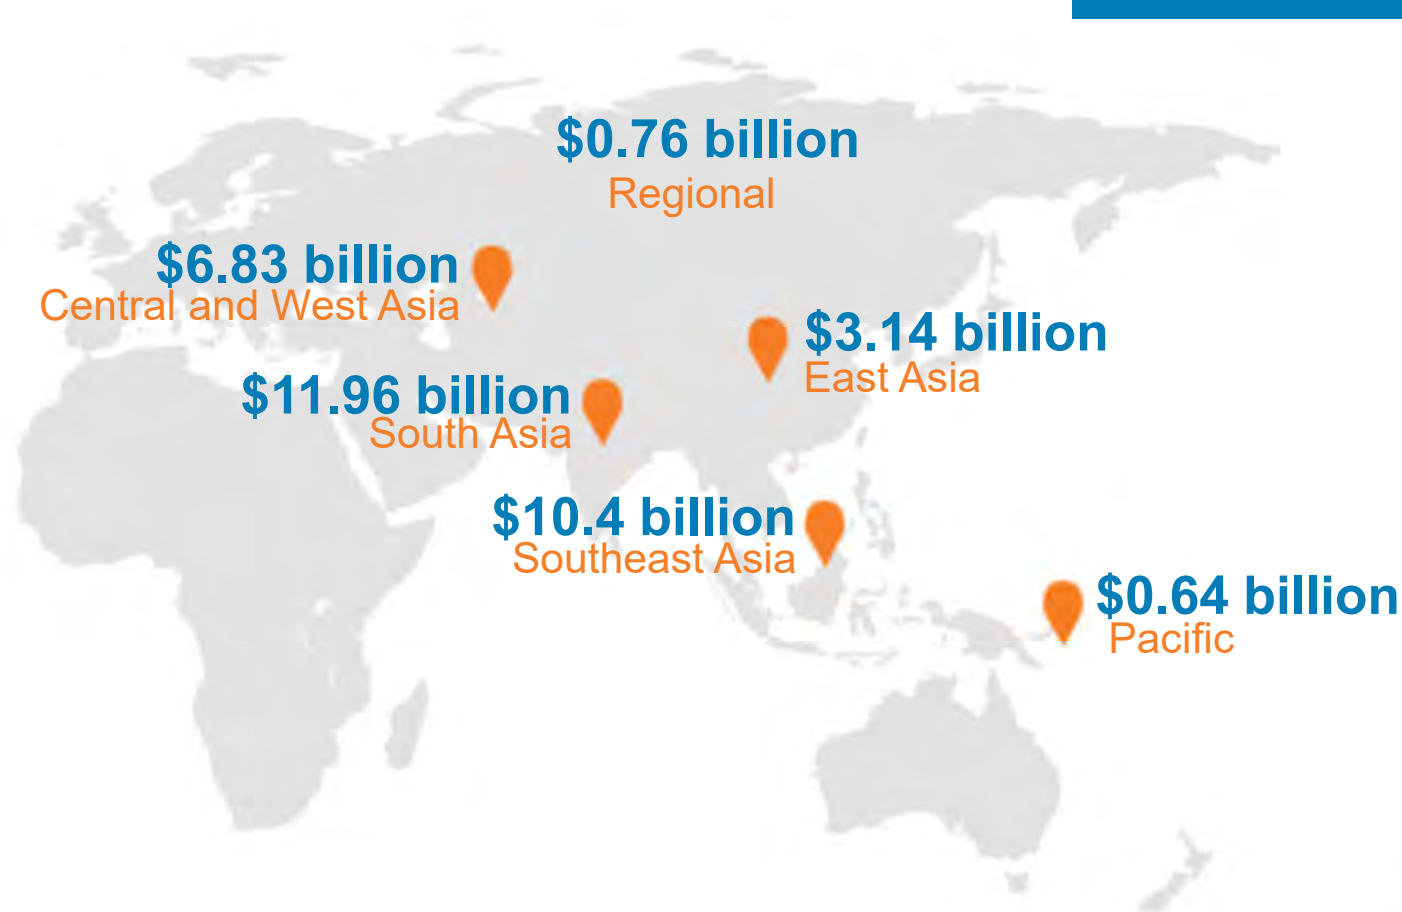 $0.76 billion
Regional
$6.83 billion
Central and West Asia
$3.14 billion
East Asia
$11.96 billion
South Asia
$10.4 billion
Southeast Asia
$0.64 billion
Pacific